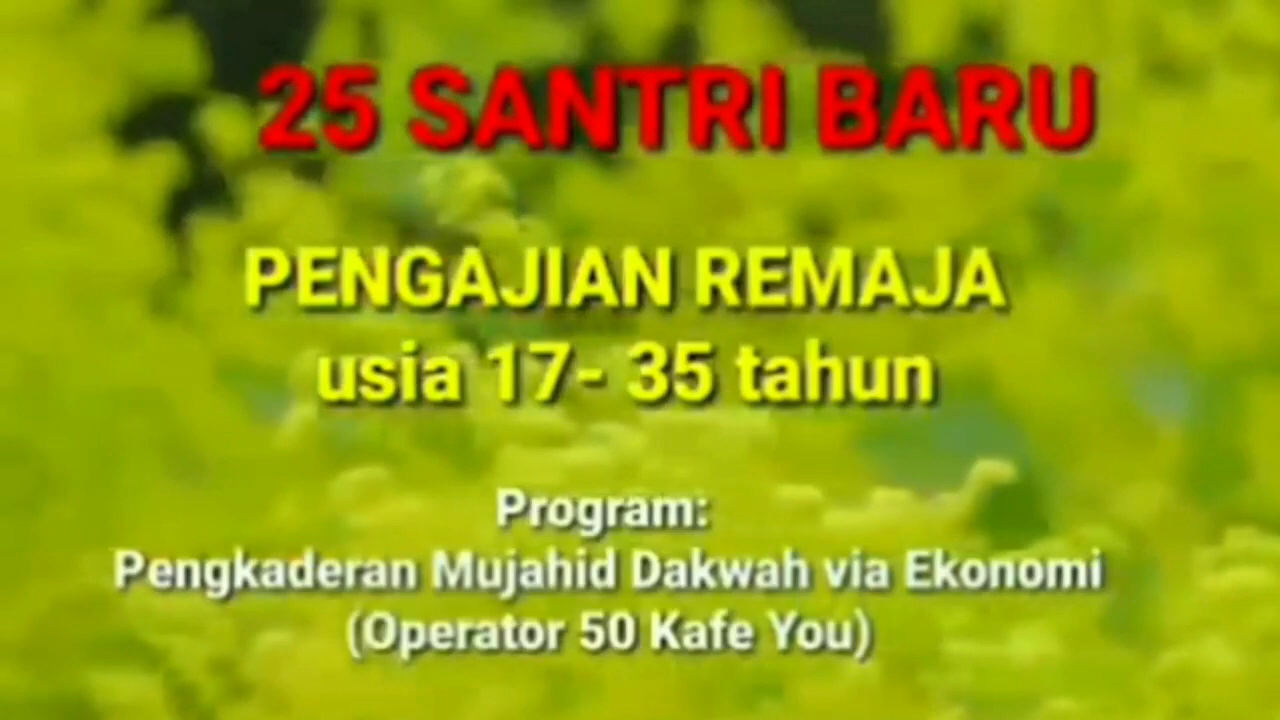 25 SANTRI BARU
PENGAJIAN REMAJA
usia 17- 35 tahun
Program:
Pengkaderan Mujahid Dakwah via Ekonomi
(Operator 50 Kafe You)